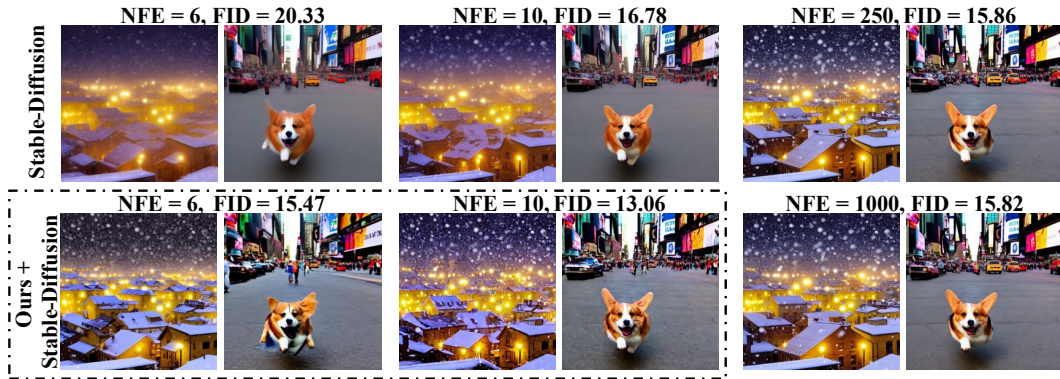 NFE = 6, FID = 20.33
NFE = 10, FID = 16.78
NFE = 250, FID = 15.86
Stable-Diffusion
NFE = 6, FID = 15.47
NFE = 10, FID = 13.06
NFE = 1000, FID = 15.82
Ours +
Stable-Diffusion